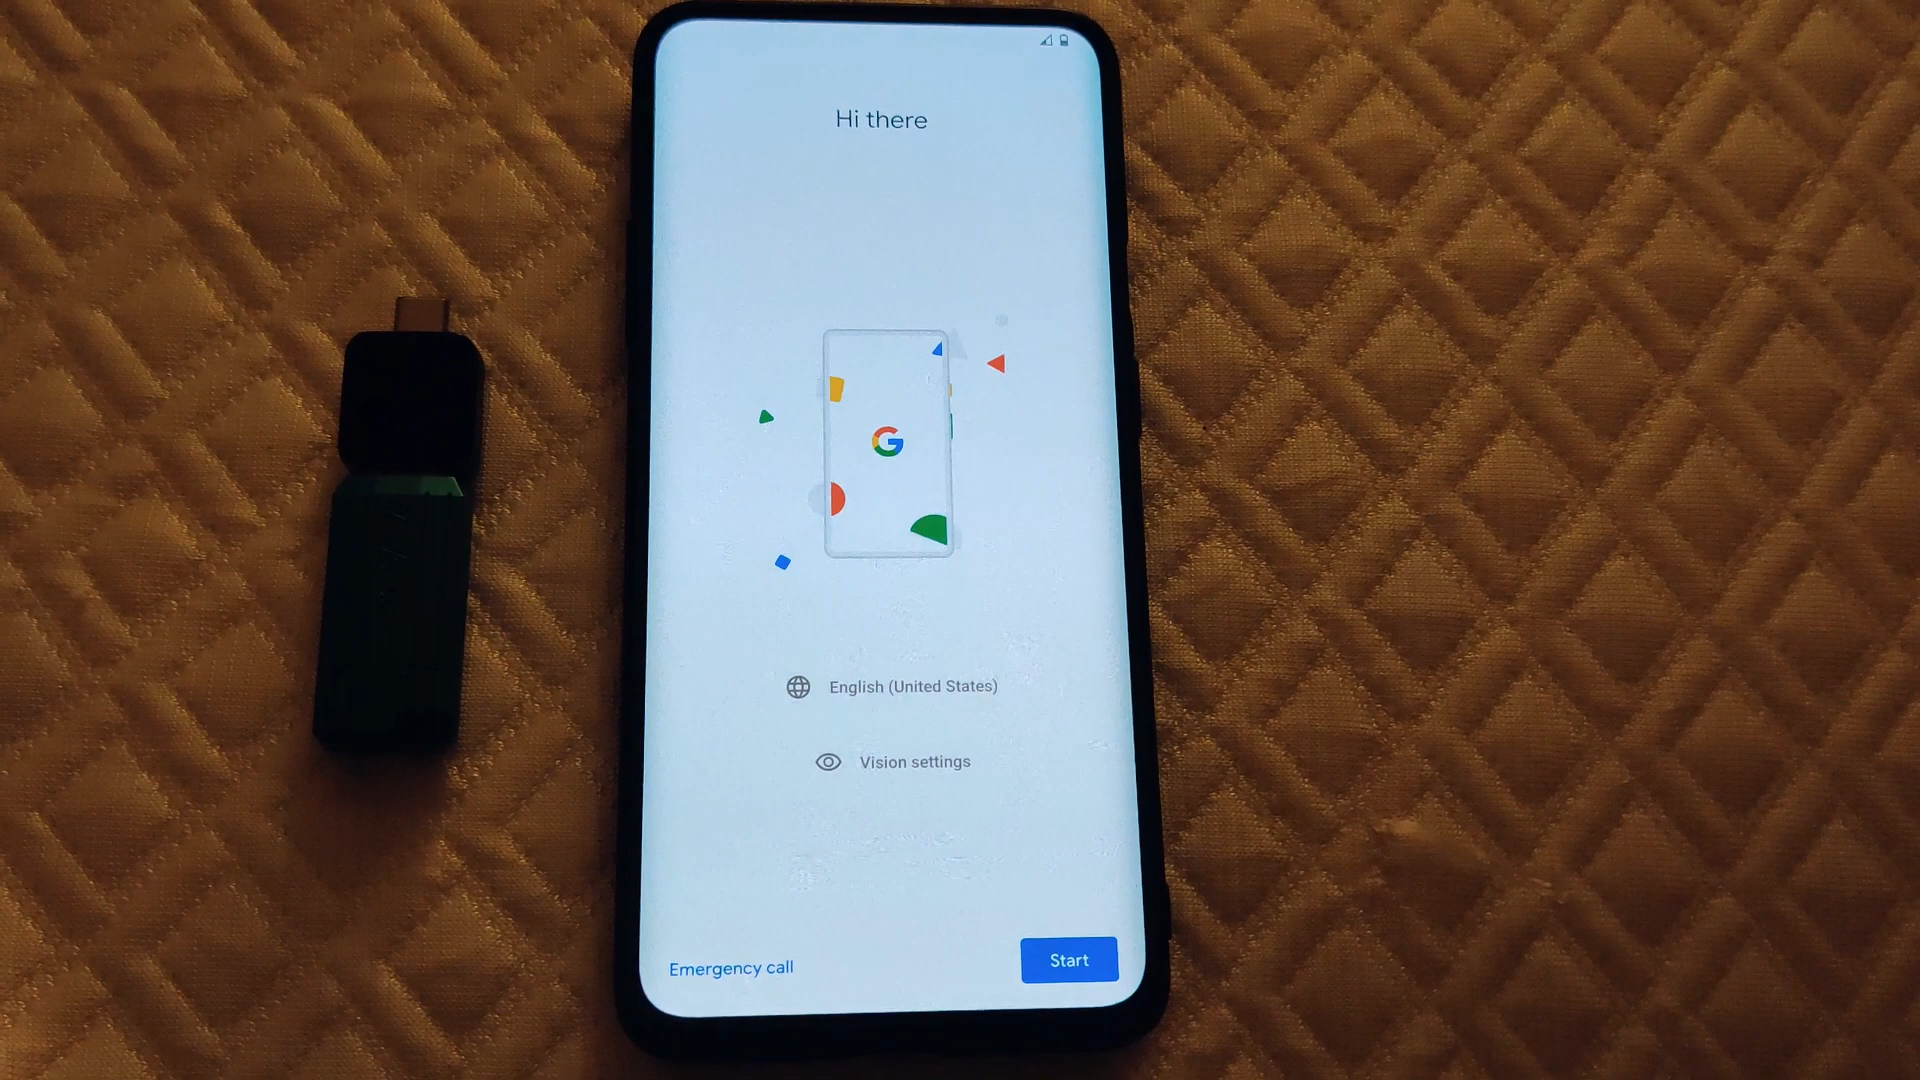 Hi there
G
English (United States)
Vision settings
Emergency call
Start